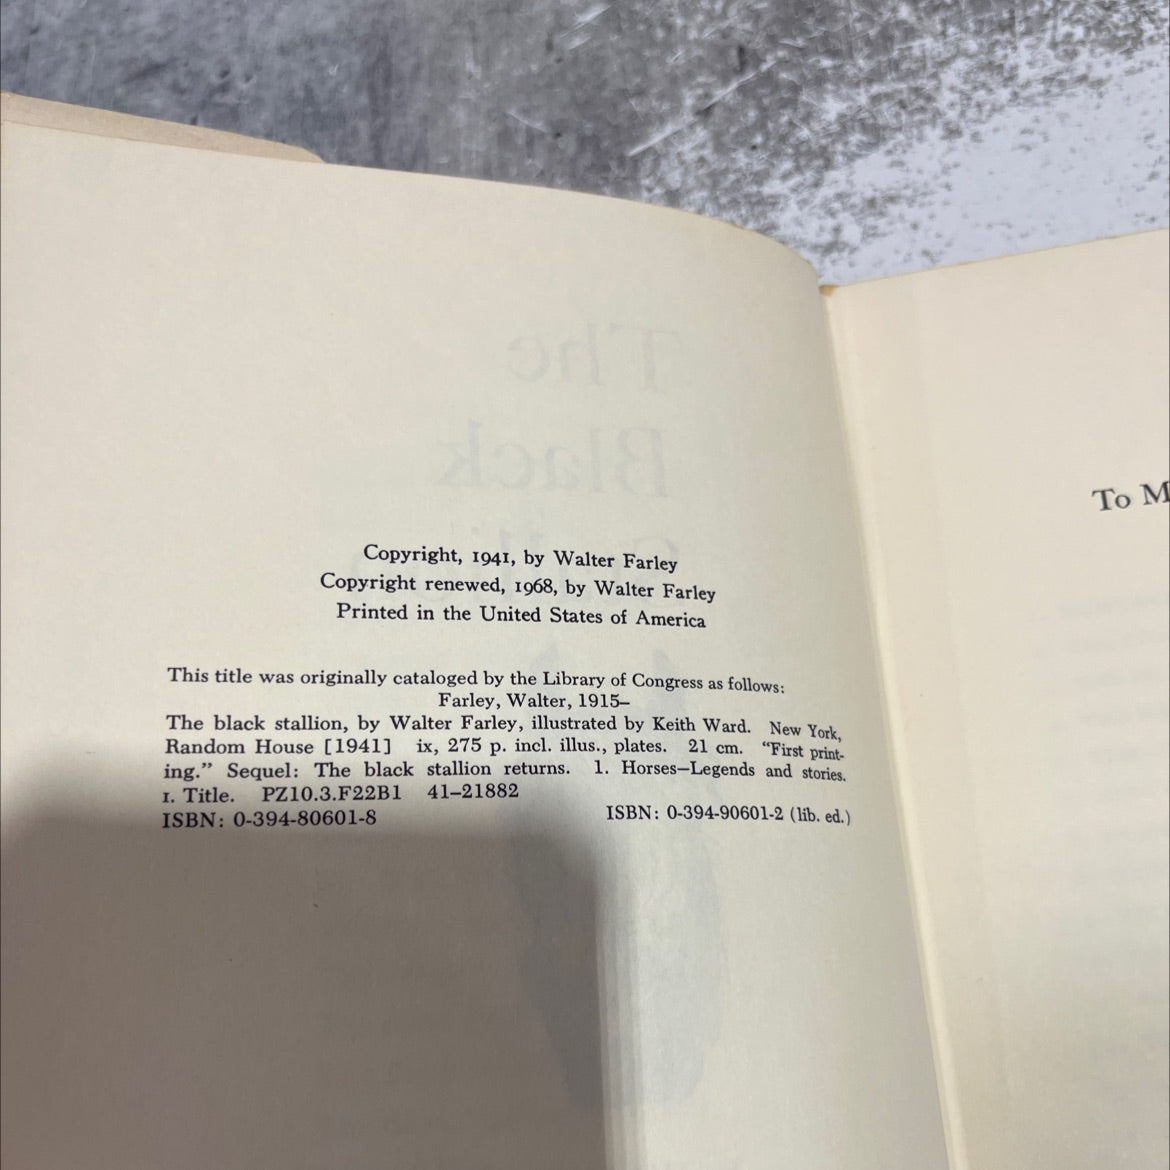 The
Black
Copyright, 1941, by Walter Farley
Copyright renewed, 1968, by Walter Farley
Printed in the United States of America
This title was originally cataloged by the Library of Congress as follows:
Farley, Walter, 1915–
The black stallion, by Walter Farley, illustrated by Keith Ward. New York,
Random House [1941] ix, 275 p. incl. illus., plates. 21 cm. “First print-
ing.” Sequel: The black stallion returns. 1. Horses—Legends and stories.
I. Title. PZ10.3.F22B1 41–21882
ISBN: 0-394-80601-8 ISBN: 0-394-90601-2 (lib. ed.)
To M